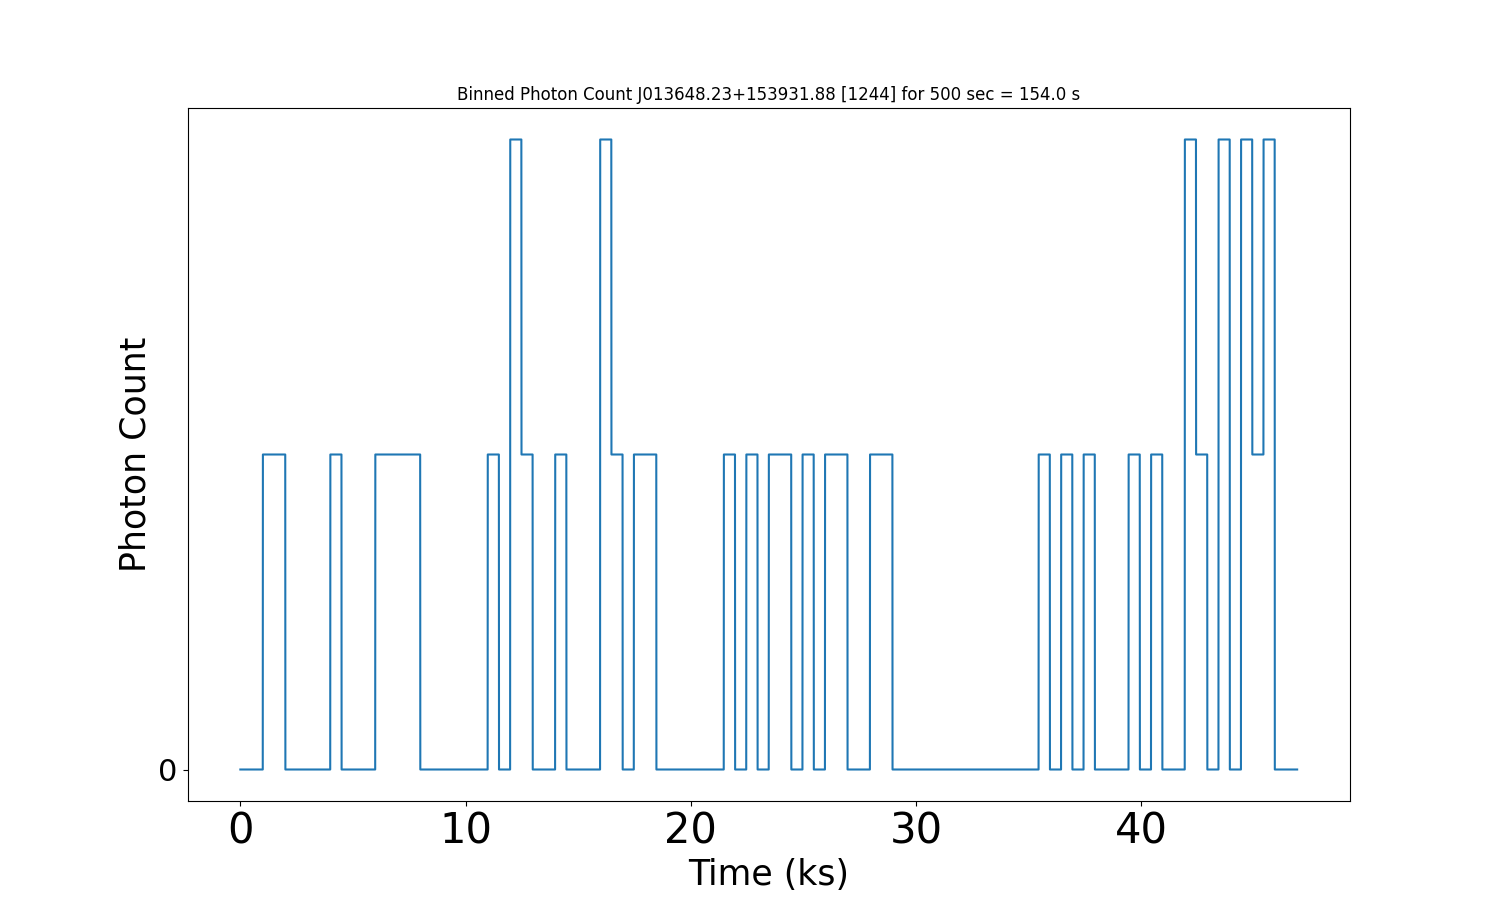 Binned Photon Count J013648.23+153931.88 [1244] for 500 sec = 154.0 s
Photon Count
0
0 10 20 30 40
Time (ks)